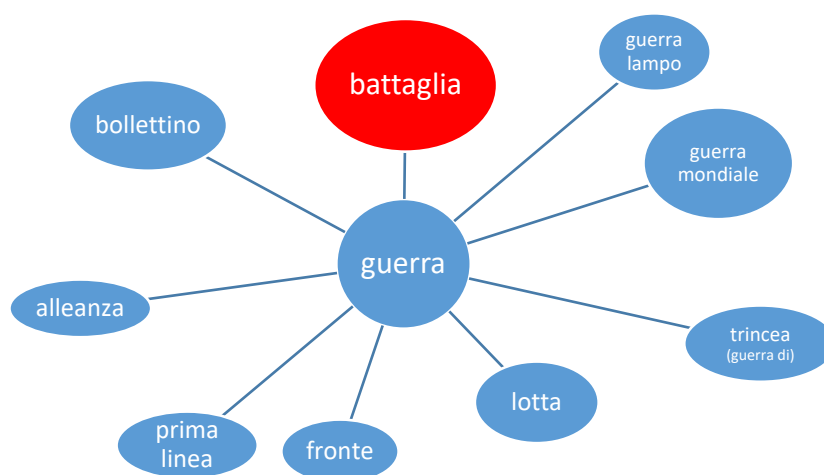 guerra
lampo
battaglia
bollettino
guerra
mondiale
guerra
alleanza
trincea
(guerra di)
lotta
prima
linea
fronte